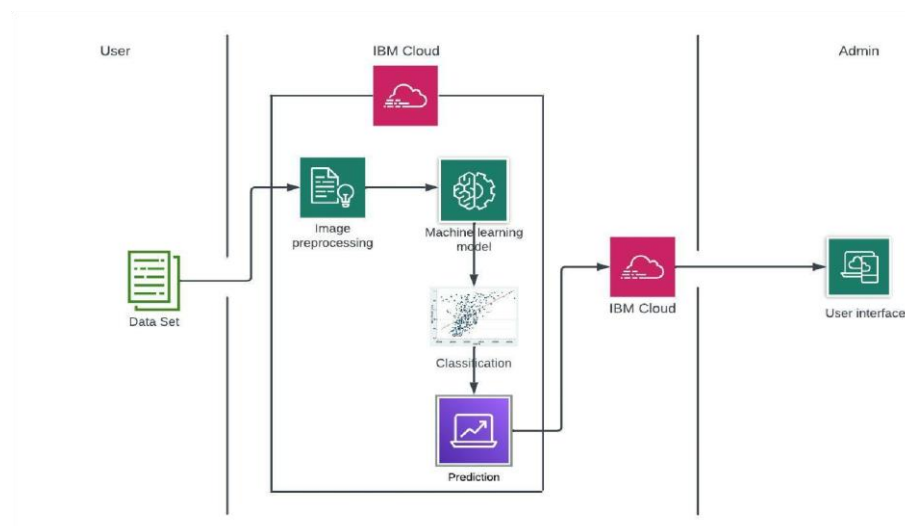 User
IBM Cloud
Admin
Image
preprocessing
Machine learning
model
Data Set
IBM Cloud
User interface
Classification
Prediction